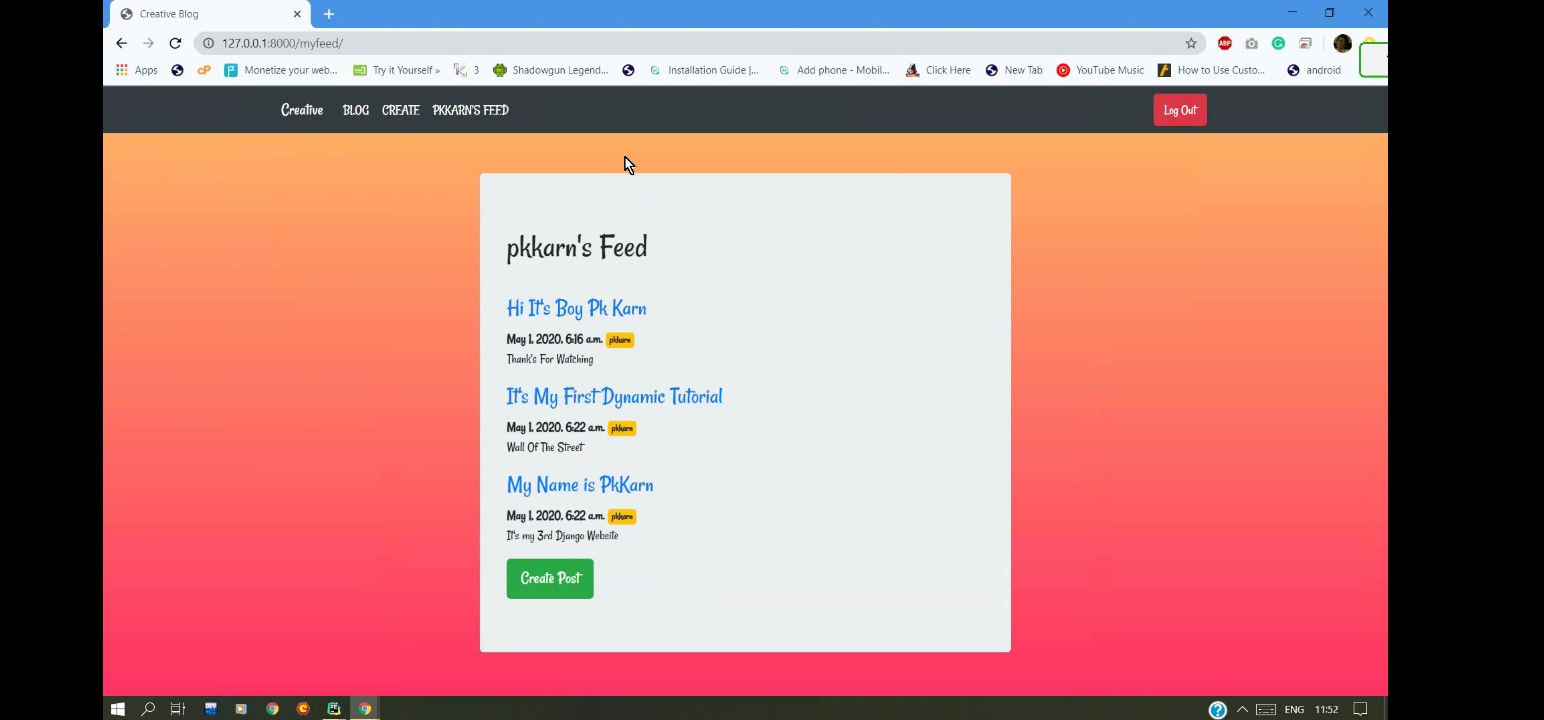 Creative Blog
127.0.0.1:8000/myfeed/
ABP
Apps cP Monetize your web... Try it Yourself » 3 Shadowgun Legend... Installation Guide |... Add phone - Mobil... Click Here New Tab YouTube Music How to Use Custo... android
Creative BLOG CREATE PKKARN'S FEED Log Out
pkkarn's Feed
Hi It's Boy Pk Karn
May 1, 2020, 6:16 a.m. pkkarn
Thank's For Watching
It's My First Dynamic Tutorial
May 1, 2020, 6:22 a.m. pkkarn
Wall Of The Street
My Name is PkKarn
May 1, 2020, 6:22 a.m. pkkarn
It's my 3rd Django Website
Create Post
ENG 11:52